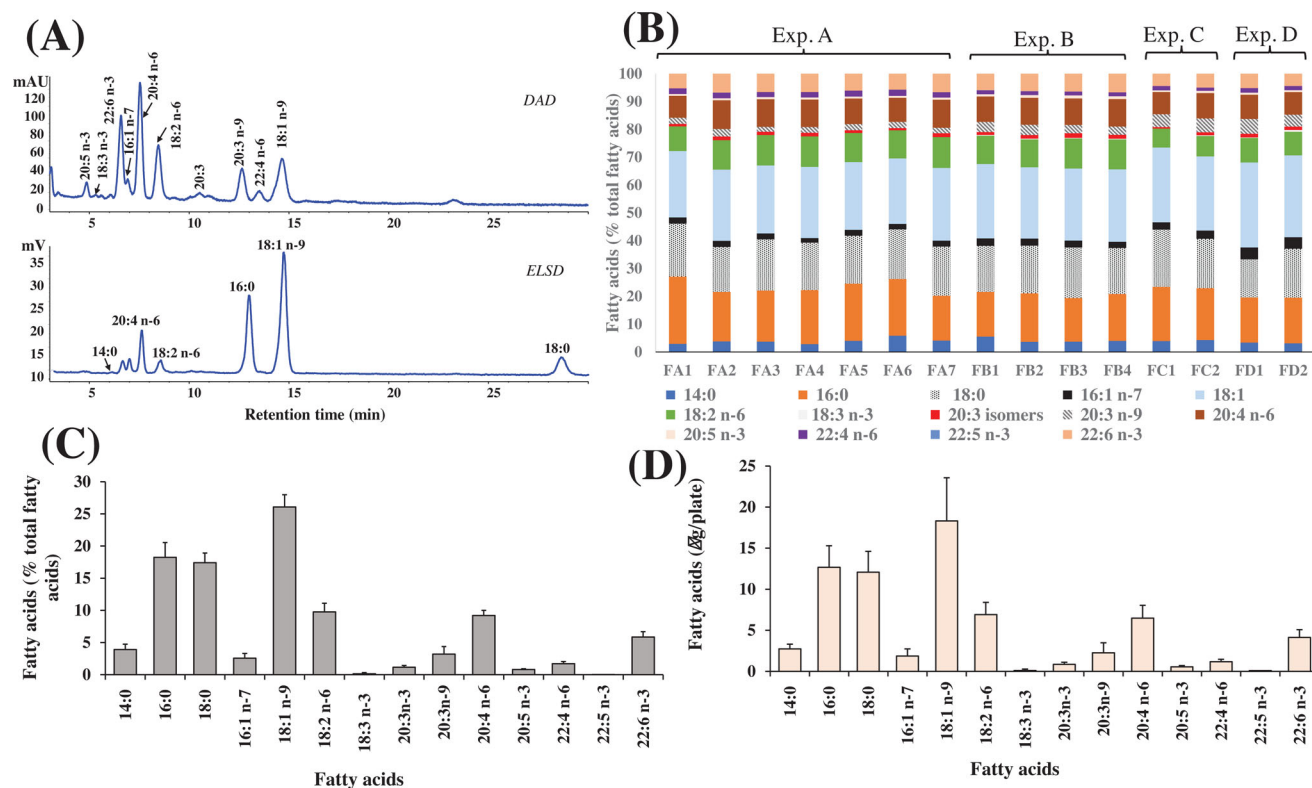 (A)
mAU
120
100
80
60
40
20
0
20:5 n-3
18:3 n-3
22:6 n-3
16:1 n-7
20:4 n-6
18:2 n-6
20:3
20:3 n-9
22:4 n-6
18:1 n-9
DAD
5 10 15 20 25
mV
35
30
25
20
15
10
14:0
20:4 n-6
18:2 n-6
16:0
18:1 n-9
18:0
ELSD
5 10 15 20 25
Retention time (min)
(B)
Exp. A Exp. B Exp. C Exp. D
Fatty acids (% total fatty acids)
100
90
80
70
60
50
40
30
20
10
0
FA1 FA2 FA3 FA4 FA5 FA6 FA7 FB1 FB2 FB3 FB4 FC1 FC2 FD1 FD2
14:0 16:0 18:0 16:1 n-7 18:1
18:2 n-6 18:3 n-3 20:3 isomers 20:3 n-9 20:4 n-6
20:5 n-3 22:4 n-6 22:5 n-3 22:6 n-3
(C)
Fatty acids (% total fatty
acids)
30
25
20
15
10
5
0
14:0
16:0
18:0
16:1 n-7
18:1 n-9
18:2 n-6
18:3 n-3
20:3n-3
20:3n-9
20:4 n-6
20:5 n-3
22:4 n-6
22:5 n-3
22:6 n-3
Fatty acids
(D)
Fatty acids (g/plate)
25
20
15
10
5
0
14:0
16:0
18:0
16:1 n-7
18:1 n-9
18:2 n-6
18:3 n-3
20:3n-3
20:3n-9
20:4 n-6
20:5 n-3
22:4 n-6
22:5 n-3
22:6 n-3
Fatty acids